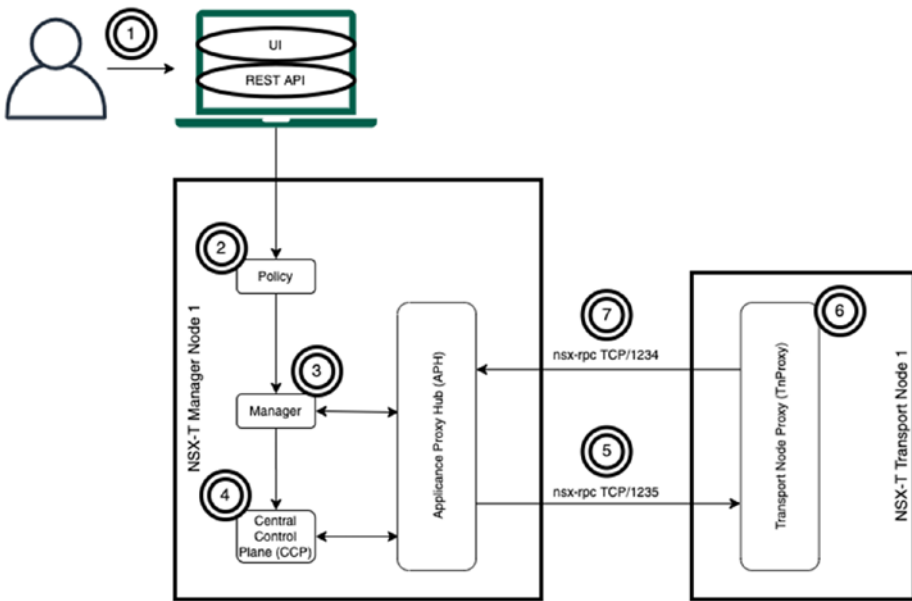 1
UI
REST API
2
Policy
NSX-T Manager Node 1
3
Manager
4
Central
Control
Plane (CCP)
Applicance Proxy Hub (APH)
7
nsx-rpc TCP/1234
5
nsx-rpc TCP/1235
6
Transport Node Proxy (TnProxy)
NSX-T Transport Node 1